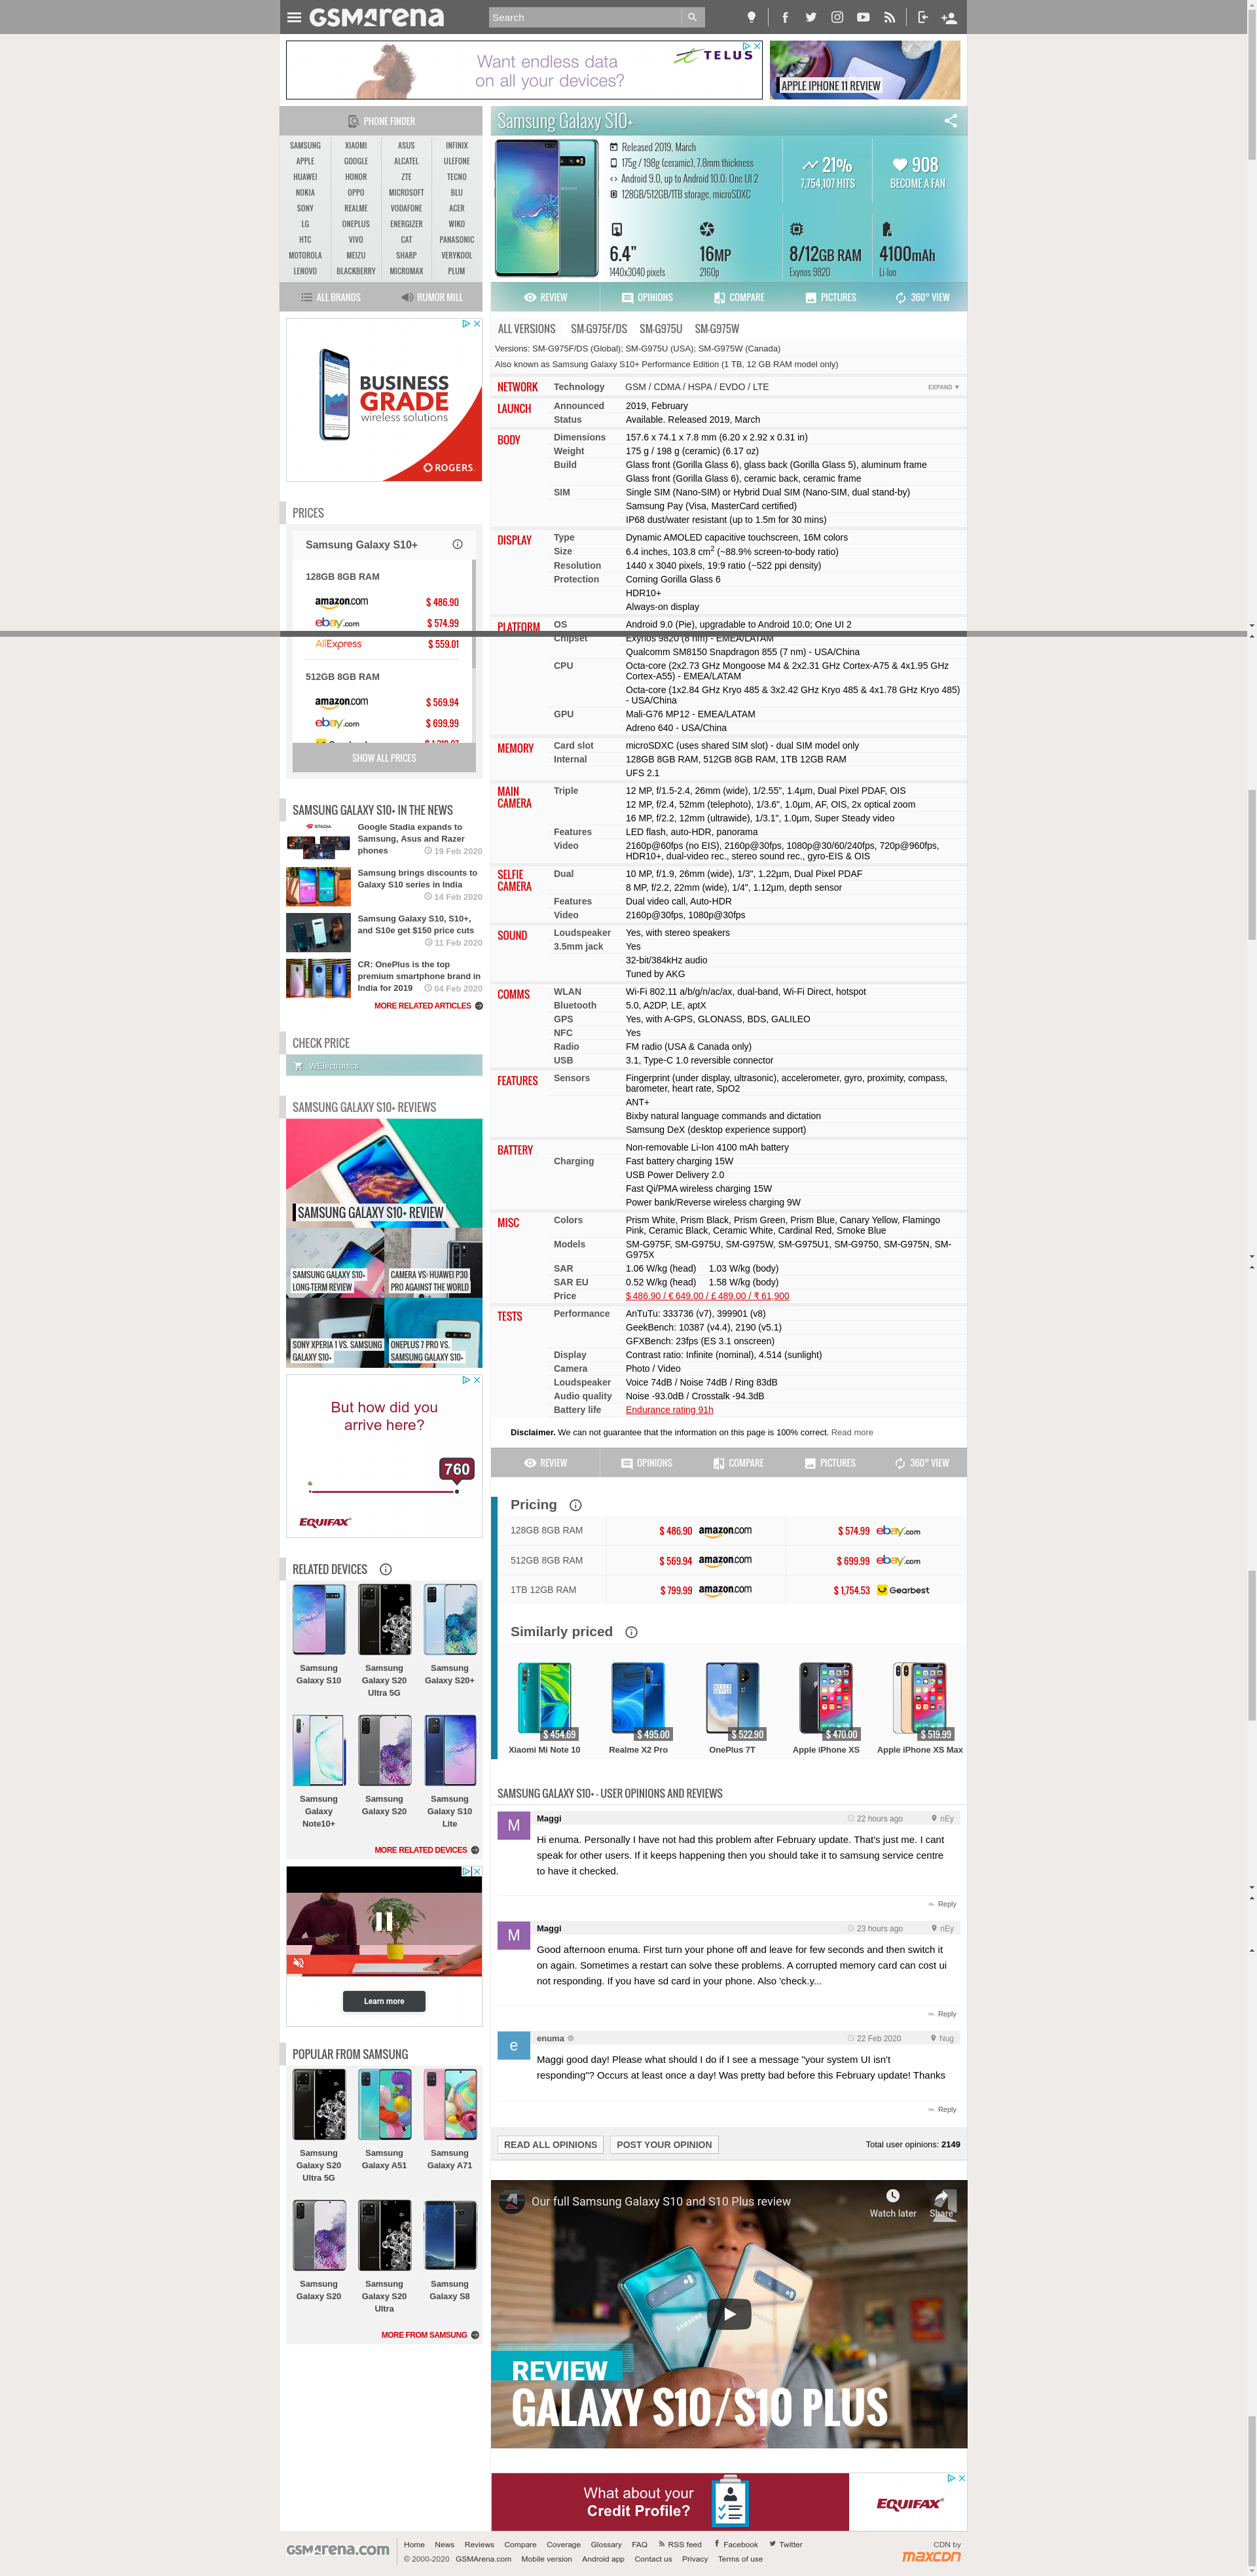 GSMArena
Search
Want endless data
on all your devices?
TELUS
APPLE IPHONE 11 REVIEW
PHONE FINDER
SAMSUNG XIAOMI ASUS INFINIX
APPLE GOOGLE ALCATEL ULEFONE
HUAWEI HONOR ZTE TECNO
NOKIA OPPO MICROSOFT BLU
SONY REALME VODAFONE ACER
LG ONEPLUS ENERGIZER WIKO
HTC VIVO CAT PANASONIC
MOTOROLA MEIZU SHARP VERYKOOL
LENOVO BLACKBERRY MICROMAX PLUM
ALL BRANDS RUMOR MILL
BUSINESS
GRADE
wireless solutions
ROGERS
PRICES
Samsung Galaxy S10+
128GB 8GB RAM
amazon.com $ 486.90
ebay.com $ 574.99
AliExpress $ 559.01
512GB 8GB RAM
amazon.com $ 569.94
ebay.com $ 699.99
SHOW ALL PRICES
SAMSUNG GALAXY S10+ IN THE NEWS
STADIA
Google Stadia expands to
Samsung, Asus and Razer
phones 19 Feb 2020
Samsung brings discounts to
Galaxy S10 series in India
14 Feb 2020
Samsung Galaxy S10, S10+,
and S10e get $150 price cuts
11 Feb 2020
CR: OnePlus is the top
premium smartphone brand in
India for 2019 04 Feb 2020
MORE RELATED ARTICLES
CHECK PRICE
WElectronics
SAMSUNG GALAXY S10+ REVIEWS
SAMSUNG GALAXY S10+ REVIEW
SAMSUNG GALAXY S10+
LONG-TERM REVIEW
CAMERA VS: HUAWEI P30
PRO AGAINST THE WORLD
SONY XPERIA 1 VS. SAMSUNG
GALAXY S10+
ONEPLUS 7 PRO VS.
SAMSUNG GALAXY S10+
But how did you
arrive here?
760
EQUIFAX
RELATED DEVICES
Samsung
Galaxy S10
Samsung
Galaxy S20
Ultra 5G
Samsung
Galaxy S20+
Samsung
Galaxy
Note10+
Samsung
Galaxy S20
Samsung
Galaxy S10
Lite
MORE RELATED DEVICES
Learn more
POPULAR FROM SAMSUNG
Samsung
Galaxy S20
Ultra 5G
Samsung
Galaxy A51
Samsung
Galaxy A71
Samsung
Galaxy S20
Samsung
Galaxy S20
Ultra
Samsung
Galaxy S8
MORE FROM SAMSUNG
Samsung Galaxy S10+
Released 2019, March
175g / 198g (ceramic), 7.8mm thickness
Android 9.0, up to Android 10.0; One UI 2
128GB/512GB/1TB storage, microSDXC
21%
7,754,107 HITS
908
BECOME A FAN
6.4"
1440x3040 pixels
16MP
2160p
8/12GB RAM
Exynos 9820
4100mAh
Li-Ion
REVIEW OPINIONS COMPARE PICTURES 360° VIEW
ALL VERSIONS SM-G975F/DS SM-G975U SM-G975W
Versions: SM-G975F/DS (Global); SM-G975U (USA); SM-G975W (Canada)
Also known as Samsung Galaxy S10+ Performance Edition (1 TB, 12 GB RAM model only)
NETWORK Technology GSM / CDMA / HSPA / EVDO / LTE EXPAND ▼
LAUNCH Announced 2019, February
Status Available. Released 2019, March
BODY Dimensions 157.6 x 74.1 x 7.8 mm (6.20 x 2.92 x 0.31 in)
Weight 175 g / 198 g (ceramic) (6.17 oz)
Build Glass front (Gorilla Glass 6), glass back (Gorilla Glass 5), aluminum frame
Glass front (Gorilla Glass 6), ceramic back, ceramic frame
SIM Single SIM (Nano-SIM) or Hybrid Dual SIM (Nano-SIM, dual stand-by)
Samsung Pay (Visa, MasterCard certified)
IP68 dust/water resistant (up to 1.5m for 30 mins)
DISPLAY Type Dynamic AMOLED capacitive touchscreen, 16M colors
Size 6.4 inches, 103.8 cm2 (~88.9% screen-to-body ratio)
Resolution 1440 x 3040 pixels, 19:9 ratio (~522 ppi density)
Protection Corning Gorilla Glass 6
HDR10+
Always-on display
PLATFORM OS Android 9.0 (Pie), upgradable to Android 10.0; One UI 2
Chipset Exynos 9820 (8 nm) - EMEA/LATAM
Qualcomm SM8150 Snapdragon 855 (7 nm) - USA/China
CPU Octa-core (2x2.73 GHz Mongoose M4 & 2x2.31 GHz Cortex-A75 & 4x1.95 GHz
Cortex-A55) - EMEA/LATAM
Octa-core (1x2.84 GHz Kryo 485 & 3x2.42 GHz Kryo 485 & 4x1.78 GHz Kryo 485)
- USA/China
GPU Mali-G76 MP12 - EMEA/LATAM
Adreno 640 - USA/China
MEMORY Card slot microSDXC (uses shared SIM slot) - dual SIM model only
Internal 128GB 8GB RAM, 512GB 8GB RAM, 1TB 12GB RAM
UFS 2.1
MAIN
CAMERA Triple 12 MP, f/1.5-2.4, 26mm (wide), 1/2.55", 1.4µm, Dual Pixel PDAF, OIS
12 MP, f/2.4, 52mm (telephoto), 1/3.6", 1.0µm, AF, OIS, 2x optical zoom
16 MP, f/2.2, 12mm (ultrawide), 1/3.1", 1.0µm, Super Steady video
Features LED flash, auto-HDR, panorama
Video 2160p@60fps (no EIS), 2160p@30fps, 1080p@30/60/240fps, 720p@960fps,
HDR10+, dual-video rec., stereo sound rec., gyro-EIS & OIS
SELFIE
CAMERA Dual 10 MP, f/1.9, 26mm (wide), 1/3", 1.22µm, Dual Pixel PDAF
8 MP, f/2.2, 22mm (wide), 1/4", 1.12µm, depth sensor
Features Dual video call, Auto-HDR
Video 2160p@30fps, 1080p@30fps
SOUND Loudspeaker Yes, with stereo speakers
3.5mm jack Yes
32-bit/384kHz audio
Tuned by AKG
COMMS WLAN Wi-Fi 802.11 a/b/g/n/ac/ax, dual-band, Wi-Fi Direct, hotspot
Bluetooth 5.0, A2DP, LE, aptX
GPS Yes, with A-GPS, GLONASS, BDS, GALILEO
NFC Yes
Radio FM radio (USA & Canada only)
USB 3.1, Type-C 1.0 reversible connector
FEATURES Sensors Fingerprint (under display, ultrasonic), accelerometer, gyro, proximity, compass,
barometer, heart rate, SpO2
ANT+
Bixby natural language commands and dictation
Samsung DeX (desktop experience support)
BATTERY Non-removable Li-Ion 4100 mAh battery
Charging Fast battery charging 15W
USB Power Delivery 2.0
Fast Qi/PMA wireless charging 15W
Power bank/Reverse wireless charging 9W
MISC Colors Prism White, Prism Black, Prism Green, Prism Blue, Canary Yellow, Flamingo
Pink, Ceramic Black, Ceramic White, Cardinal Red, Smoke Blue
Models SM-G975F, SM-G975U, SM-G975W, SM-G975U1, SM-G9750, SM-G975N, SM-
G975X
SAR 1.06 W/kg (head) 1.03 W/kg (body)
SAR EU 0.52 W/kg (head) 1.58 W/kg (body)
Price $ 486.90 / € 649.00 / £ 489.00 / ₹ 61,900
TESTS Performance AnTuTu: 333736 (v7), 399901 (v8)
GeekBench: 10387 (v4.4), 2190 (v5.1)
GFXBench: 23fps (ES 3.1 onscreen)
Display Contrast ratio: Infinite (nominal), 4.514 (sunlight)
Camera Photo / Video
Loudspeaker Voice 74dB / Noise 74dB / Ring 83dB
Audio quality Noise -93.0dB / Crosstalk -94.3dB
Battery life Endurance rating 91h
Disclaimer. We can not guarantee that the information on this page is 100% correct. Read more
REVIEW OPINIONS COMPARE PICTURES 360° VIEW
Pricing
128GB 8GB RAM $ 486.90 amazon.com $ 574.99 ebay.com
512GB 8GB RAM $ 569.94 amazon.com $ 699.99 ebay.com
1TB 12GB RAM $ 799.99 amazon.com $ 1,754.53 Gearbest
Similarly priced
$ 454.69 $ 495.00 $ 522.90 $ 470.00 $ 519.99
Xiaomi Mi Note 10 Realme X2 Pro OnePlus 7T Apple iPhone XS Apple iPhone XS Max
SAMSUNG GALAXY S10+ - USER OPINIONS AND REVIEWS
M Maggi 22 hours ago nEy
Hi enuma. Personally I have not had this problem after February update. That's just me. I cant
speak for other users. If it keeps happening then you should take it to samsung service centre
to have it checked.
Reply
M Maggi 23 hours ago nEy
Good afternoon enuma. First turn your phone off and leave for few seconds and then switch it
on again. Sometimes a restart can solve these problems. A corrumpted memory card can cost ui
not responding. If you have sd card in your phone. Also 'check.y...
Reply
e enuma 22 Feb 2020 Nug
Maggi good day! Please what should I do if I see a message "your system UI isn't
responding"? Occurs at least once a day! Was pretty bad before this February update! Thanks
Reply
READ ALL OPINIONS POST YOUR OPINION Total user opinions: 2149
Our full Samsung Galaxy S10 and S10 Plus review
Watch later Share
SAMSUNG
REVIEW
GALAXY S10/S10 PLUS
What about your
Credit Profile?
EQUIFAX
GSMArena.com
Home News Reviews Compare Coverage Glossary FAQ RSS feed Facebook Twitter
© 2000-2020 GSMArena.com Mobile version Android app Contact us Privacy Terms of use
CDN by
MAXCDN